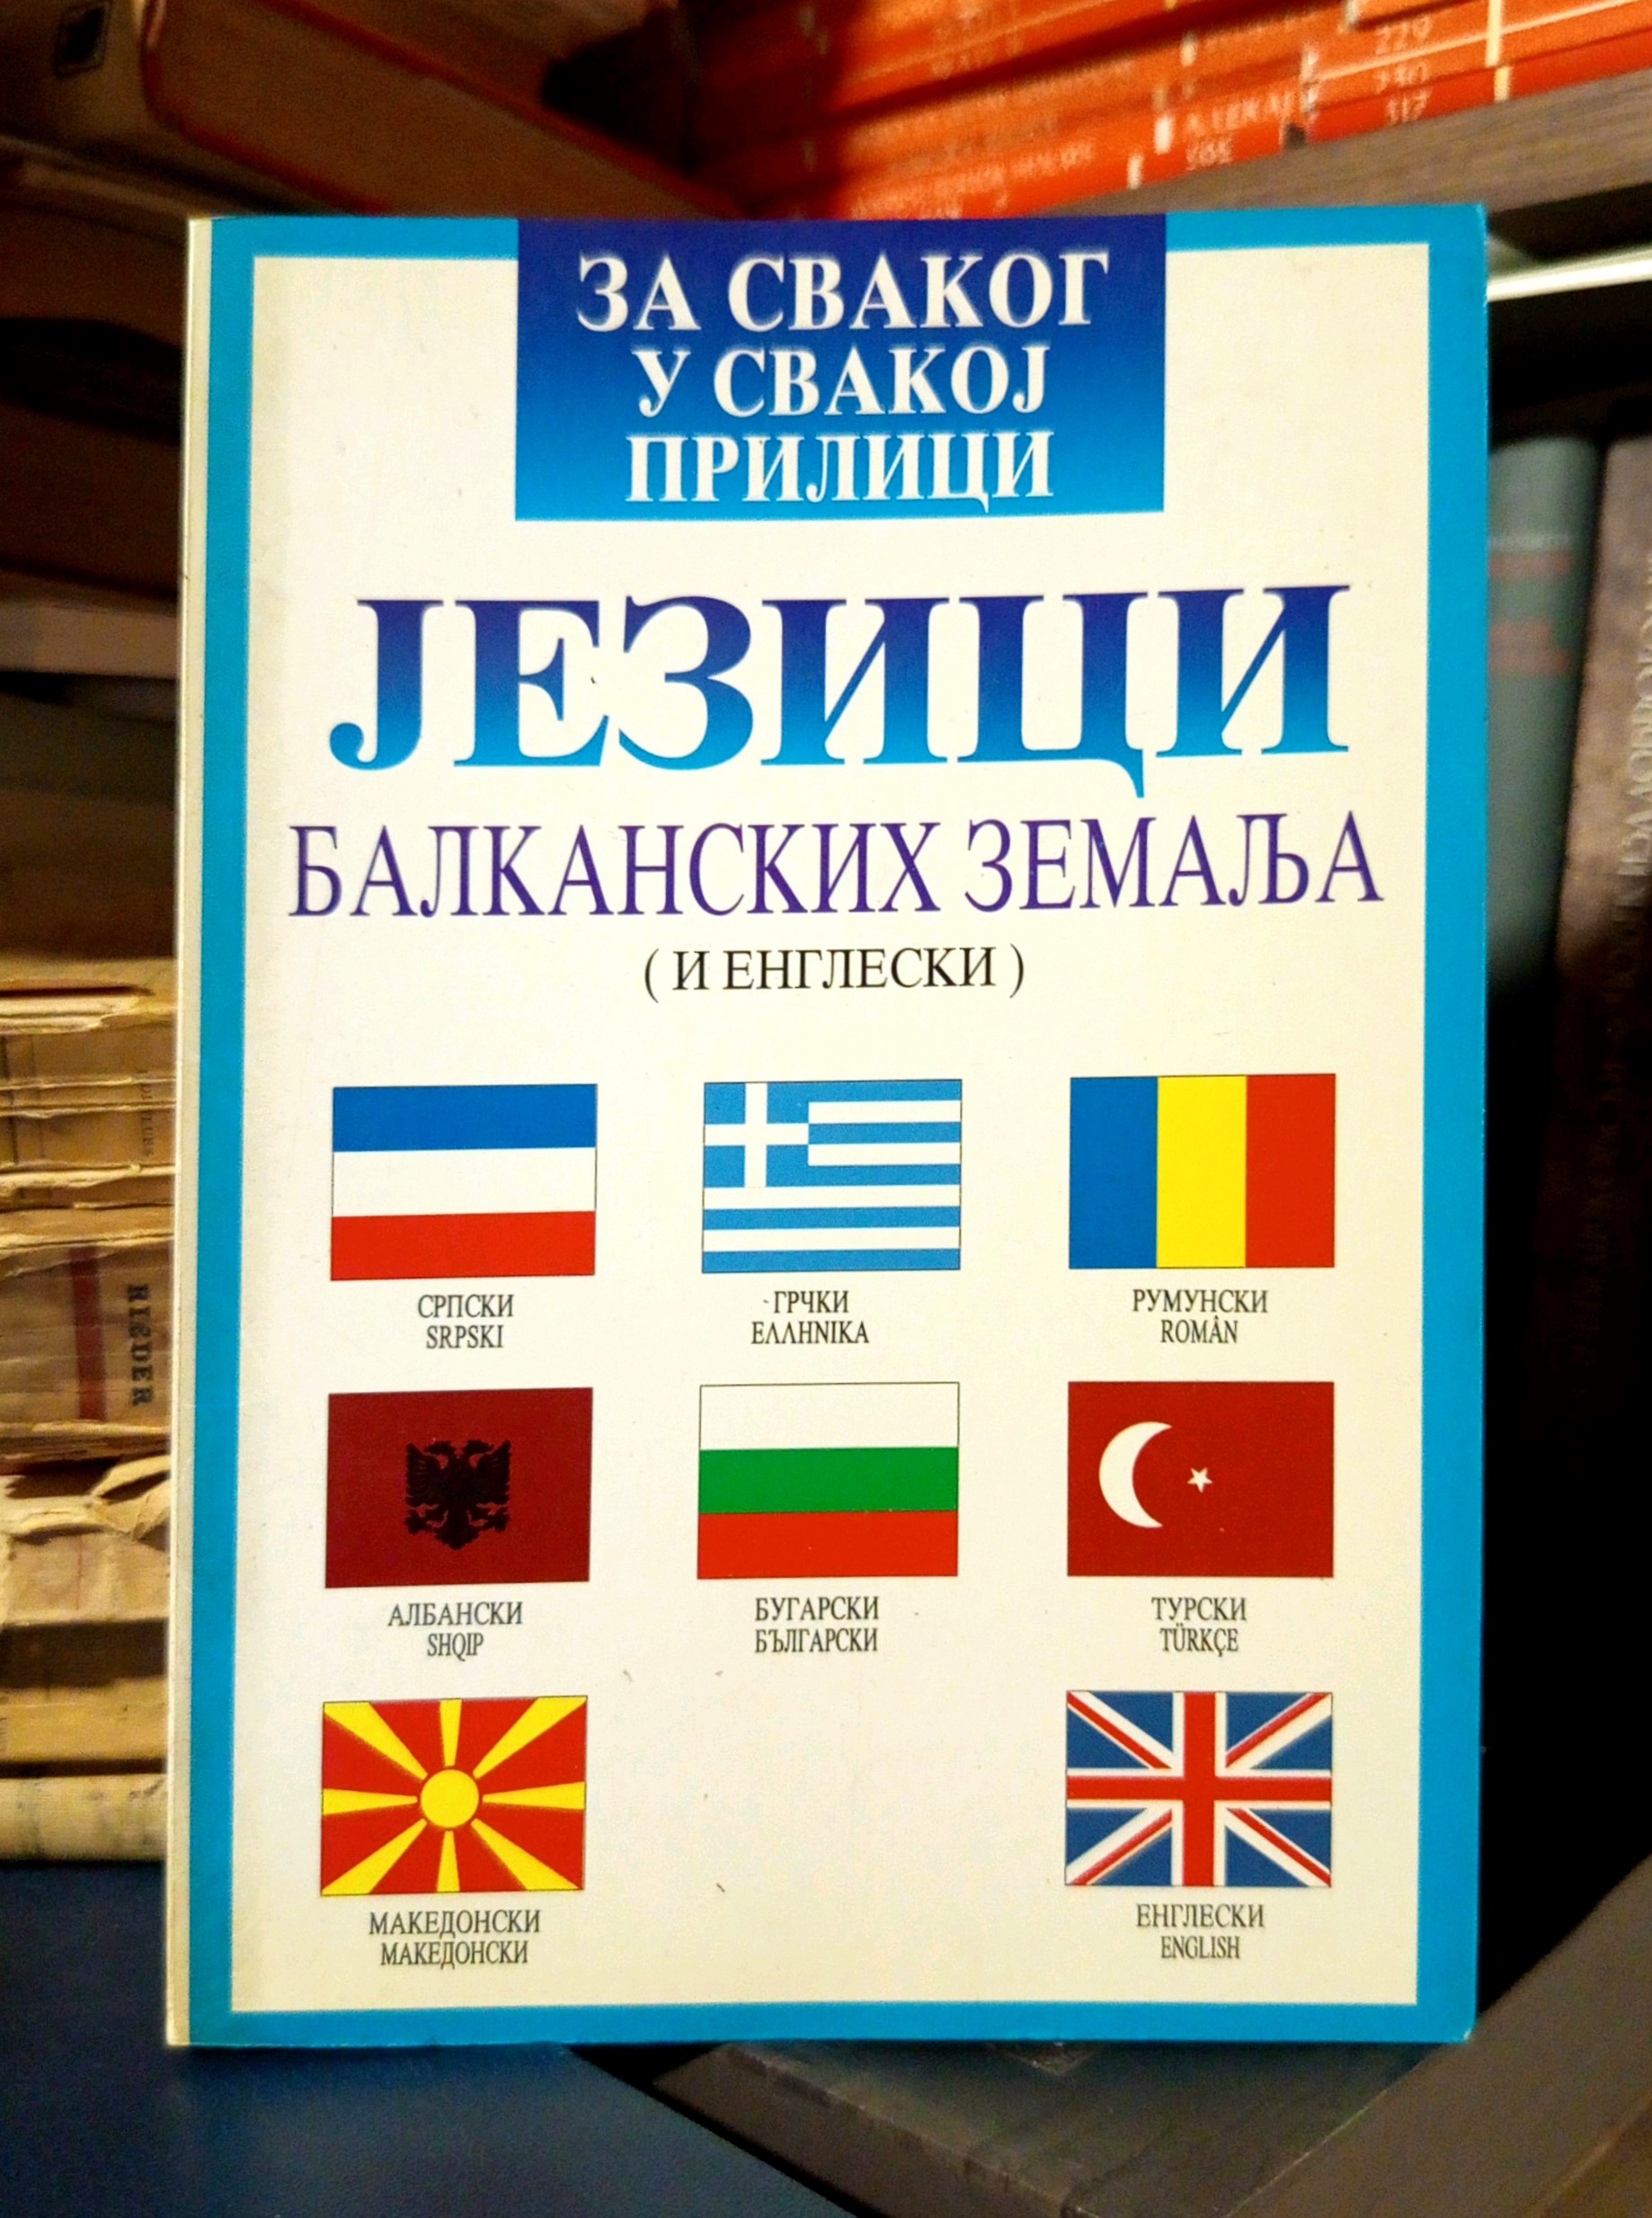 ЗА СВАКОГ
У СВАКОЈ
ПРИЛИЦИ
ЈЕЗИЦИ
БАЛКАНСКИХ ЗЕМАЉА
( И ЕНГЛЕСКИ )
СРПСКИ
SRPSKI
ГРЧКИ
ΕΛΛΗΝΙΚΑ
РУМУНСКИ
ROMÂN
АЛБАНСКИ
SHQIP
БУГАРСКИ
БЪЛГАРСКИ
ТУРСКИ
TÜRKÇE
МАКЕДОНСКИ
МАКЕДОНСКИ
ЕНГЛЕСКИ
ENGLISH
RIEDER